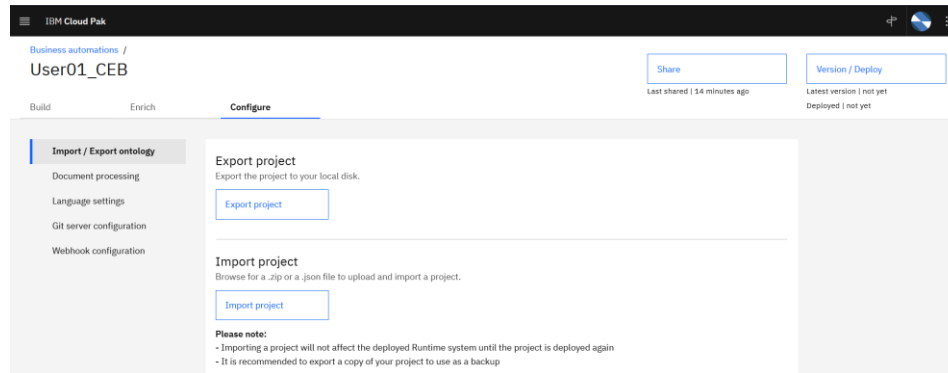 IBM Cloud Pak
Business automations /
User01_CEB
Share
Last shared | 14 minutes ago
Version / Deploy
Latest version | not yet
Deployed | not yet
Build
Enrich
Configure
Import / Export ontology
Document processing
Language settings
Git server configuration
Webhook configuration
Export project
Export the project to your local disk.
Export project
Import project
Browse for a .zip or a .json file to upload and import a project.
Import project
Please note:
- Importing a project will not affect the deployed Runtime system until the project is deployed again
- It is recommended to export a copy of your project to use as a backup